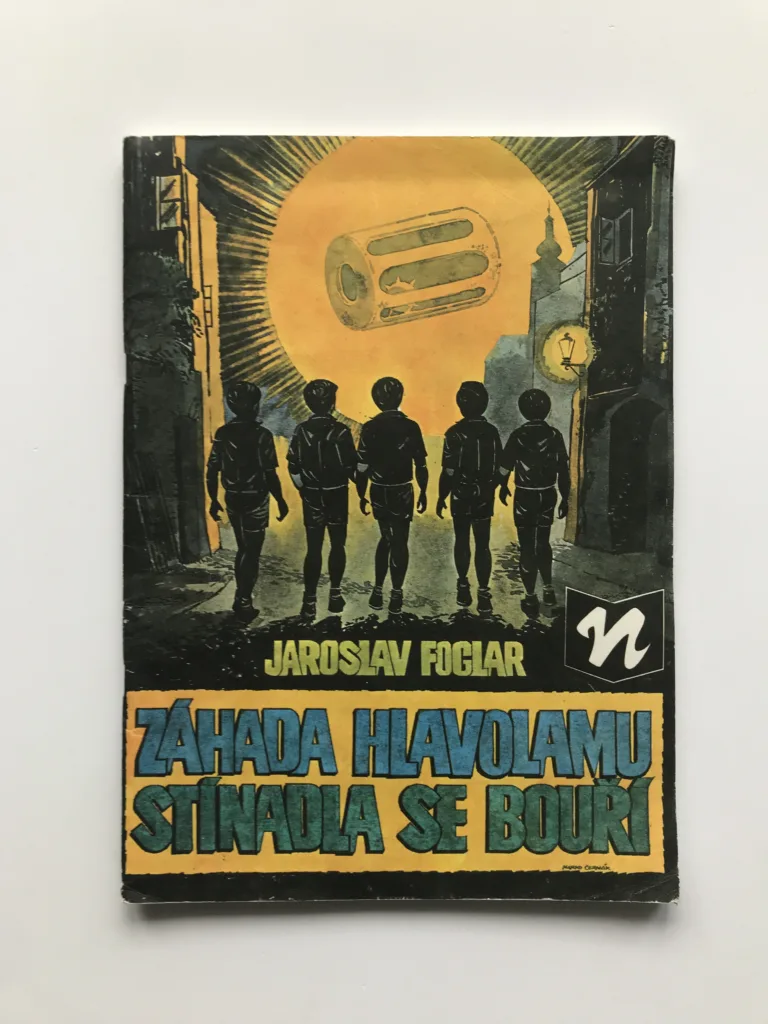 JAROSLAV FOGLAR
n
ZÁHADA HLAVOLAMU
STÍNADLA SE BOUŘÍ